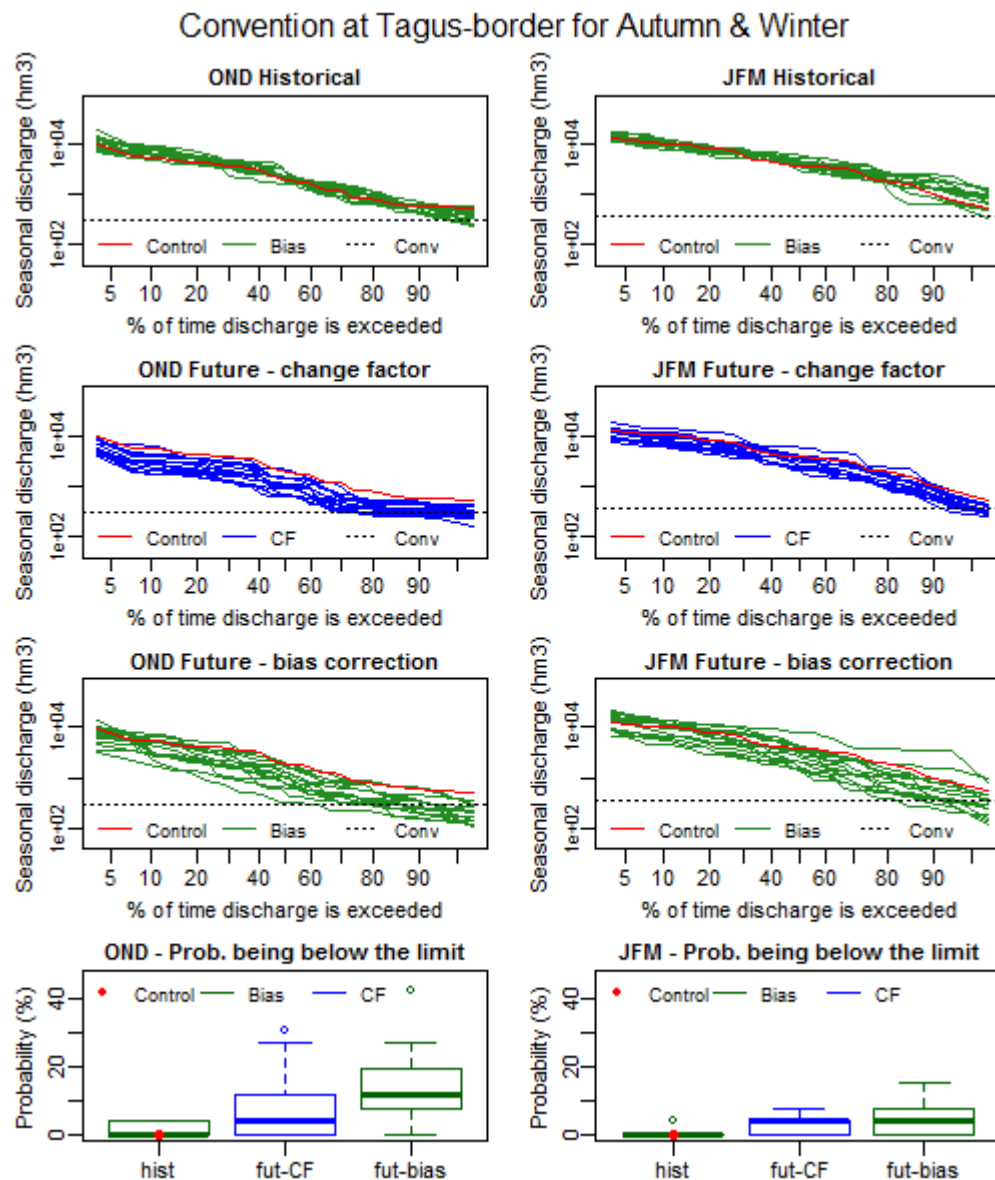 Convention at Tagus-border for Autumn & Winter
OND Historical
Seasonal discharge (hm3)
1e+04
1e+02
Control Bias Conv
5 10 20 40 60 80 90
% of time discharge is exceeded
JFM Historical
Seasonal discharge (hm3)
1e+04
1e+02
Control Bias Conv
5 10 20 40 60 80 90
% of time discharge is exceeded
OND Future - change factor
Seasonal discharge (hm3)
1e+04
1e+02
Control CF Conv
5 10 20 40 60 80 90
% of time discharge is exceeded
JFM Future - change factor
Seasonal discharge (hm3)
1e+04
1e+02
Control CF Conv
5 10 20 40 60 80 90
% of time discharge is exceeded
OND Future - bias correction
Seasonal discharge (hm3)
1e+04
1e+02
Control Bias Conv
5 10 20 40 60 80 90
% of time discharge is exceeded
JFM Future - bias correction
Seasonal discharge (hm3)
1e+04
1e+02
Control Bias Conv
5 10 20 40 60 80 90
% of time discharge is exceeded
OND - Prob. being below the limit
Probability (%)
40
20
0
Control Bias CF
hist fut-CF fut-bias
JFM - Prob. being below the limit
Probability (%)
40
20
0
Control Bias CF
hist fut-CF fut-bias